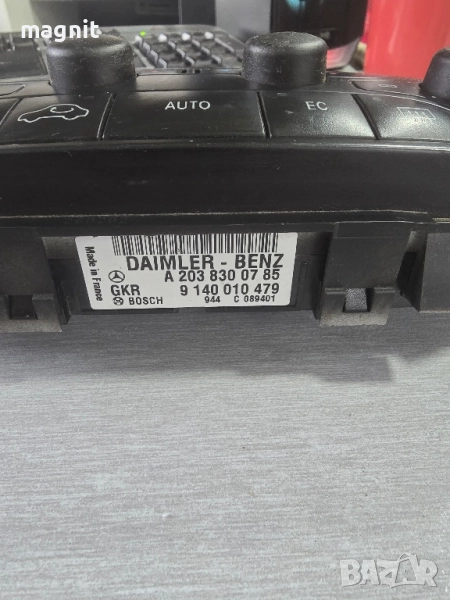 magnit
AUTO
EC
Made in France
DAIMLER - BENZ
A 203 830 07 85
GKR 9 140 010 479
BOSCH 944 C 089401
BAZAR